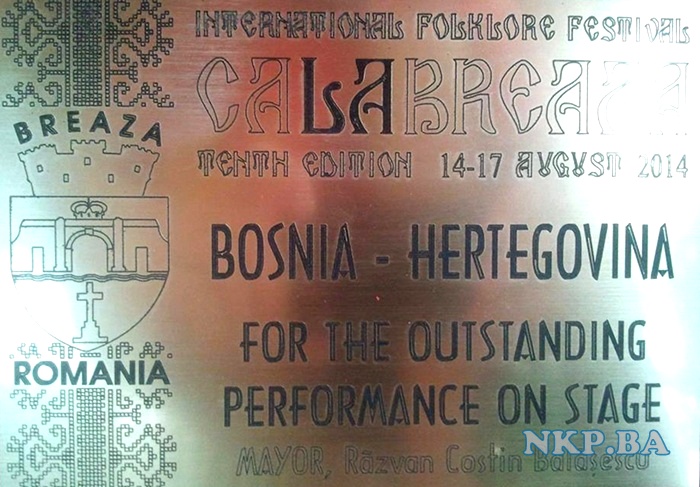 INTERNATIONAL FOLKLORE FESTIVAL
CALABREAZA
TENTH EDITION 14-17 AUGUST 2014
BREAZA
ROMANIA
BOSNIA - HERTEGOVINA
FOR THE OUTSTANDING
PERFORMANCE ON STAGE
MAYOR, Răzvan Costin Balaşescu
NKP.BA